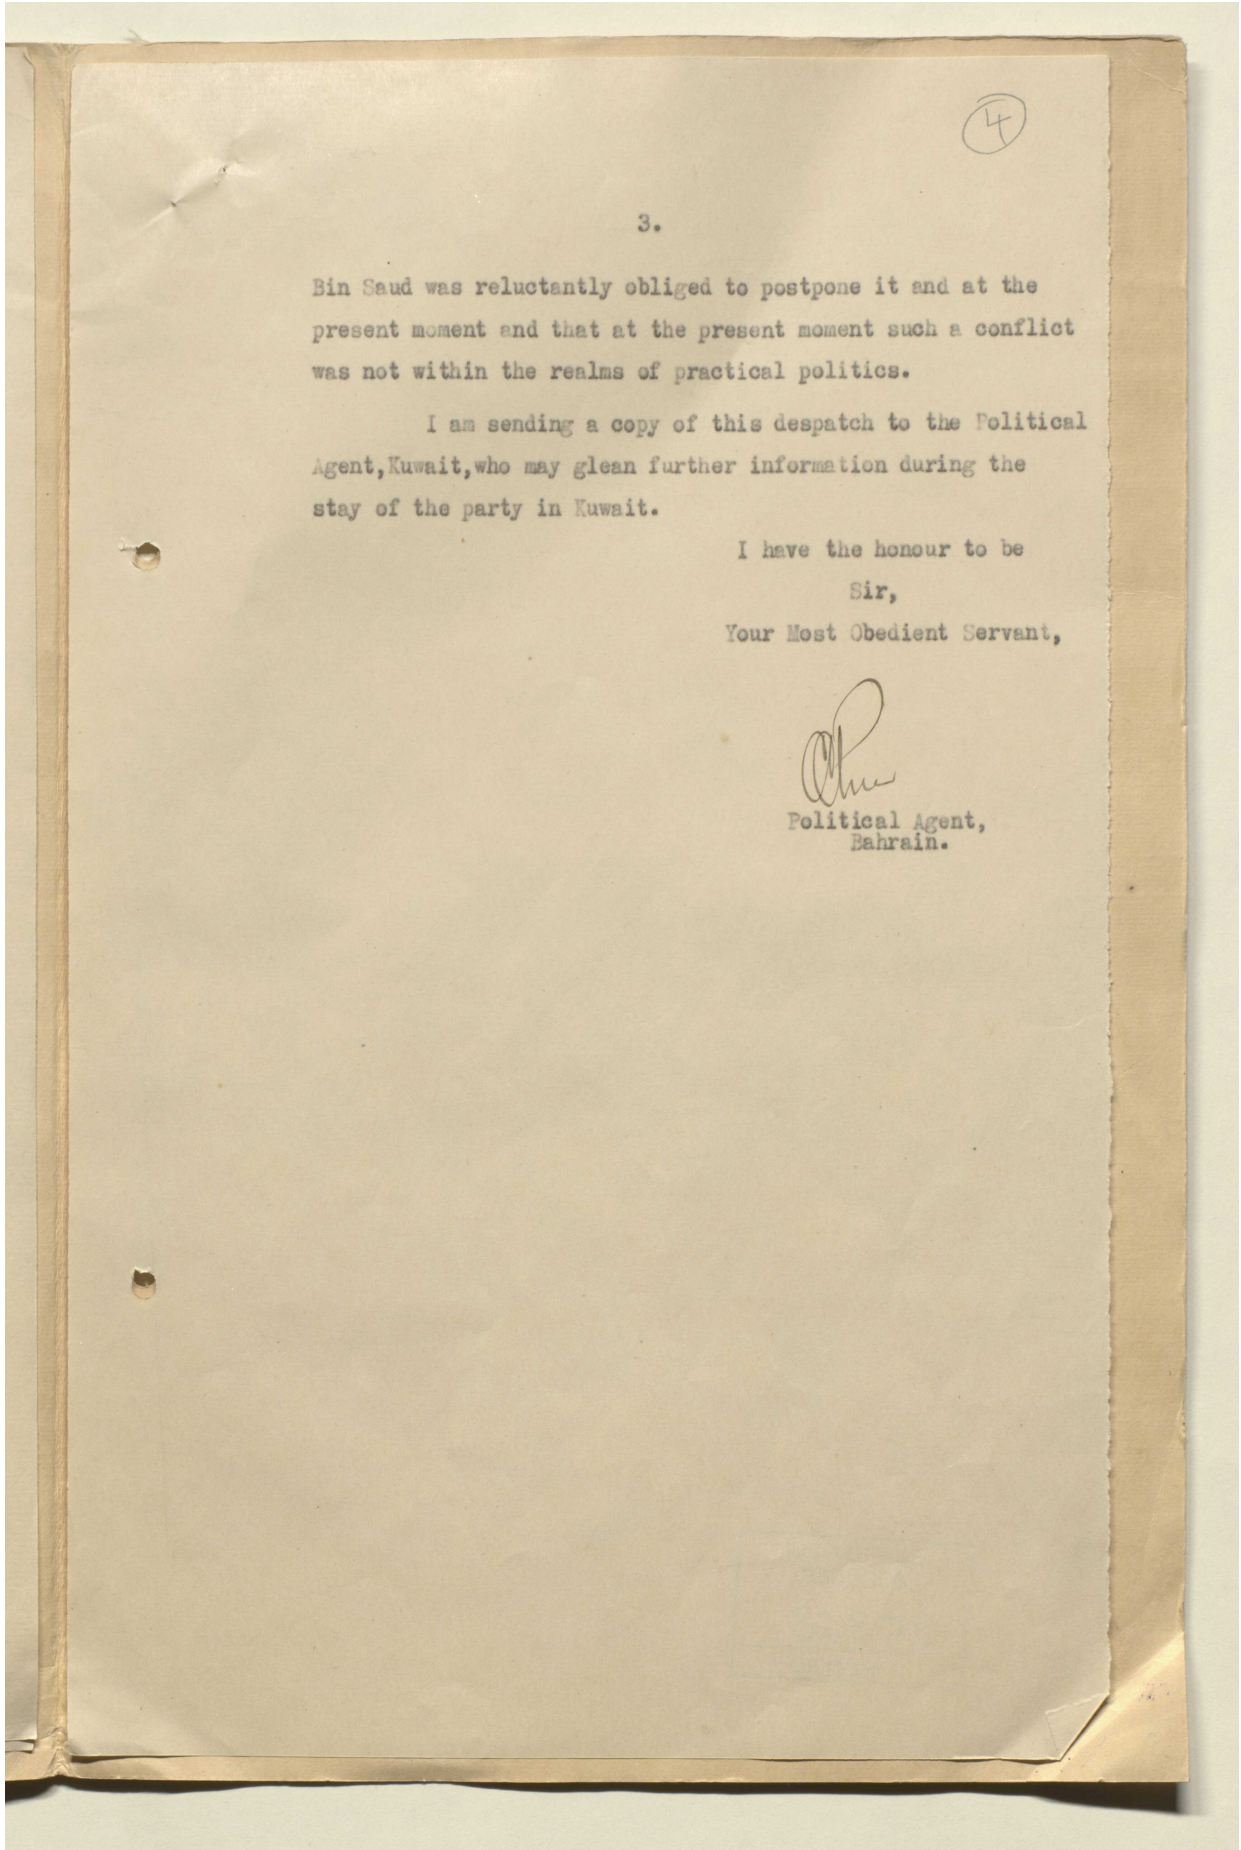 4
3.
Bin Saud was reluctantly obliged to postpone it and at the
present moment and that at the present moment such a conflict
was not within the realms of practical politics.
I am sending a copy of this despatch to the Political
Agent,Kuwait,who may glean further information during the
stay of the party in Kuwait.
I have the honour to be
Sir,
Your Most Obedient Servant,
Political Agent,
Bahrain.